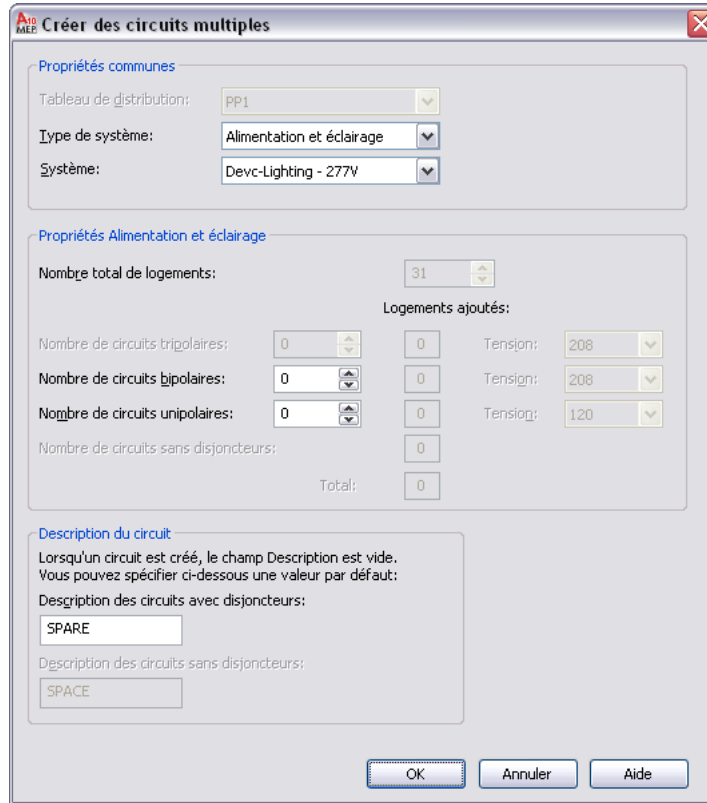 A10 MEP Créer des circuits multiples
Propriétés communes
Tableau de distribution: PP1
Type de système: Alimentation et éclairage
Système: Devc-Lighting - 277V
Propriétés Alimentation et éclairage
Nombre total de logements: 31
Logements ajoutés:
Nombre de circuits tripolaires: 0 0 Tension: 208
Nombre de circuits bipolaires: 0 0 Tension: 208
Nombre de circuits unipolaires: 0 0 Tension: 120
Nombre de circuits sans disjoncteurs: 0
Total: 0
Description du circuit
Lorsqu'un circuit est créé, le champ Description est vide.
Vous pouvez spécifier ci-dessous une valeur par défaut:
Description des circuits avec disjoncteurs:
SPARE
Description des circuits sans disjoncteurs:
SPACE
OK Annuler Aide